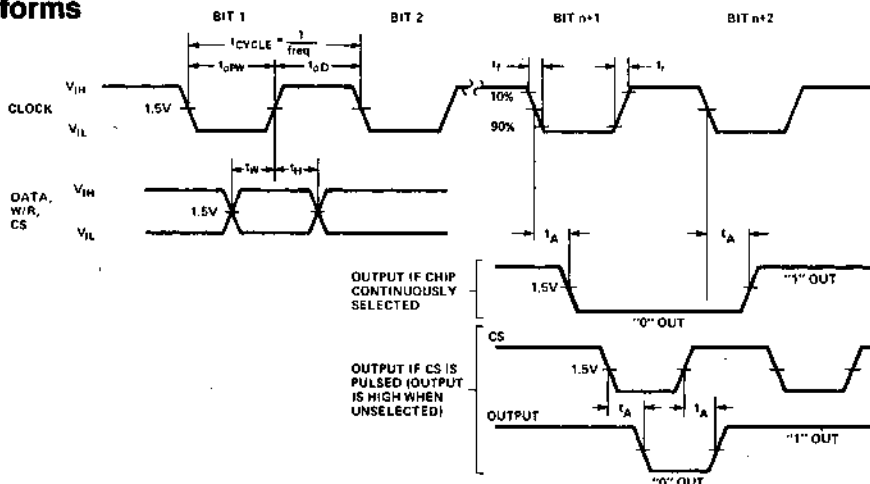 forms
BIT 1
BIT 2
BIT n+1
BIT n+2
tCYCLE = 1/freq
tφPW
tφD
tf
tr
CLOCK
VIH
1.5V
VIL
10%
90%
tW
tH
DATA,
W/R,
CS
VIH
1.5V
VIL
tA
tA
OUTPUT IF CHIP
CONTINUOUSLY
SELECTED
1.5V
"1" OUT
"0" OUT
CS
OUTPUT IF CS IS
PULSED (OUTPUT
IS HIGH WHEN
UNSELECTED)
1.5V
tA
tA
OUTPUT
"1" OUT
"0" OUT